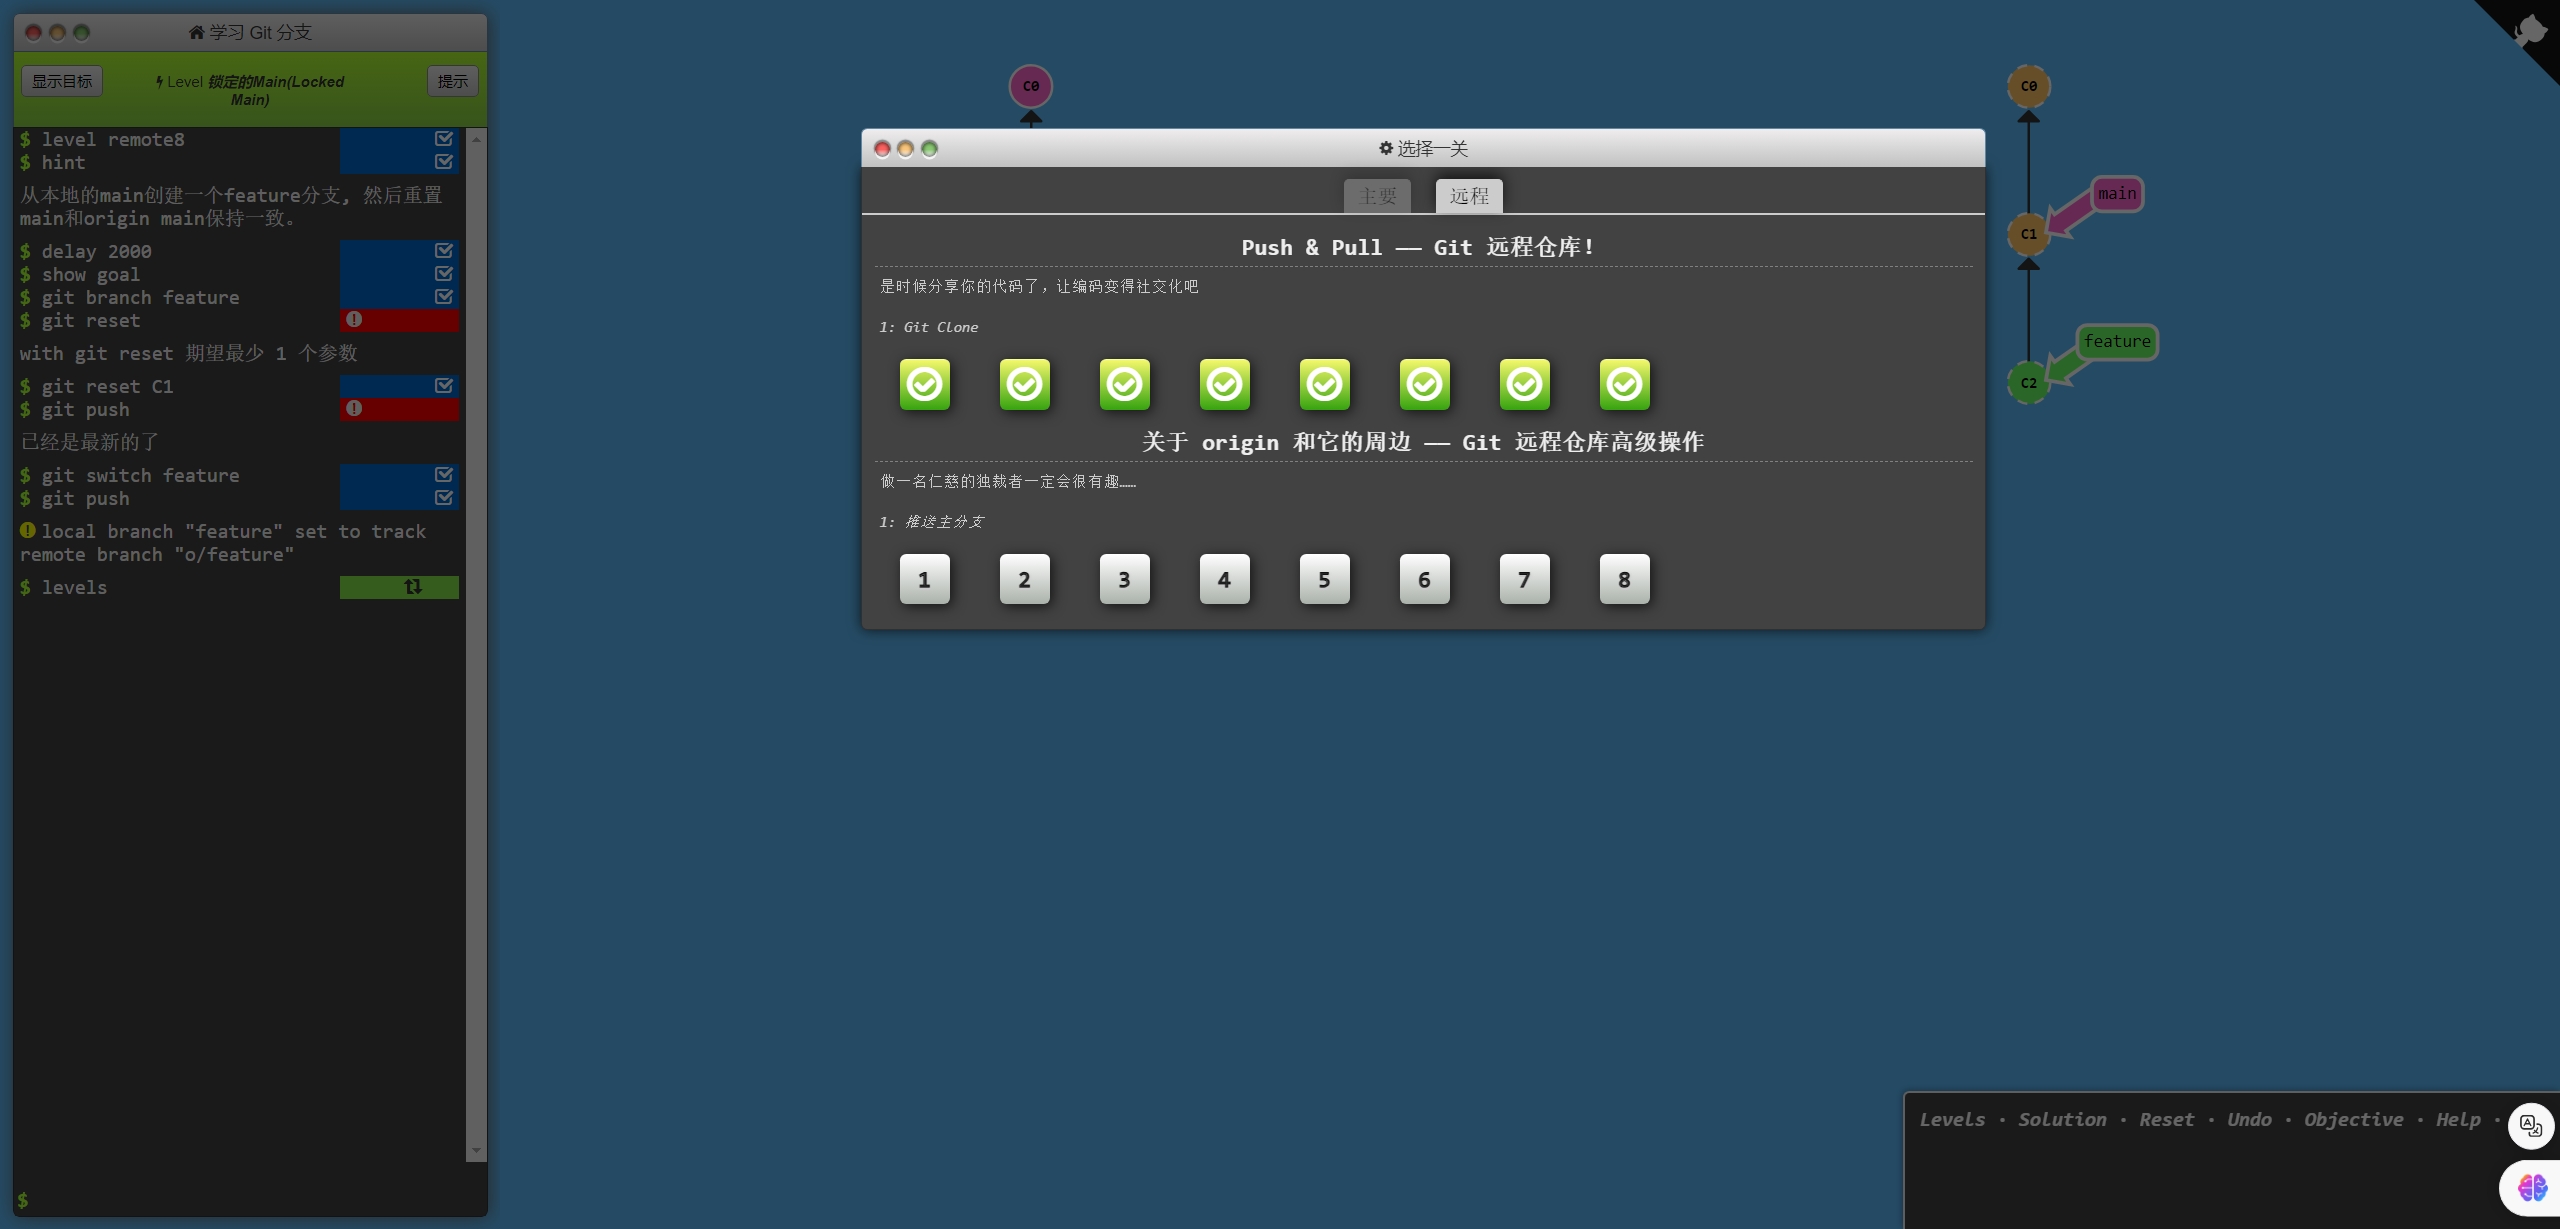 学习 Git 分支
显示目标
Level 锁定的Main(Locked
Main)
提示
$ level remote8
$ hint
从本地的main创建一个feature分支, 然后重置
main和origin main保持一致。
$ delay 2000
$ show goal
$ git branch feature
$ git reset
with git reset 期望最少 1 个参数
$ git reset C1
$ git push
已经是最新的了
$ git switch feature
$ git push
local branch "feature" set to track
remote branch "o/feature"
$ levels
$
C0
选择一关
主要
远程
Push & Pull —— Git 远程仓库!
是时候分享你的代码了，让编码变得社交化吧
1: Git Clone
关于 origin 和它的周边 —— Git 远程仓库高级操作
做一名仁慈的独裁者一定会很有趣……
1: 推送主分支
1 2 3 4 5 6 7 8
C0
main
C1
feature
C2
Levels · Solution · Reset · Undo · Objective · Help ·